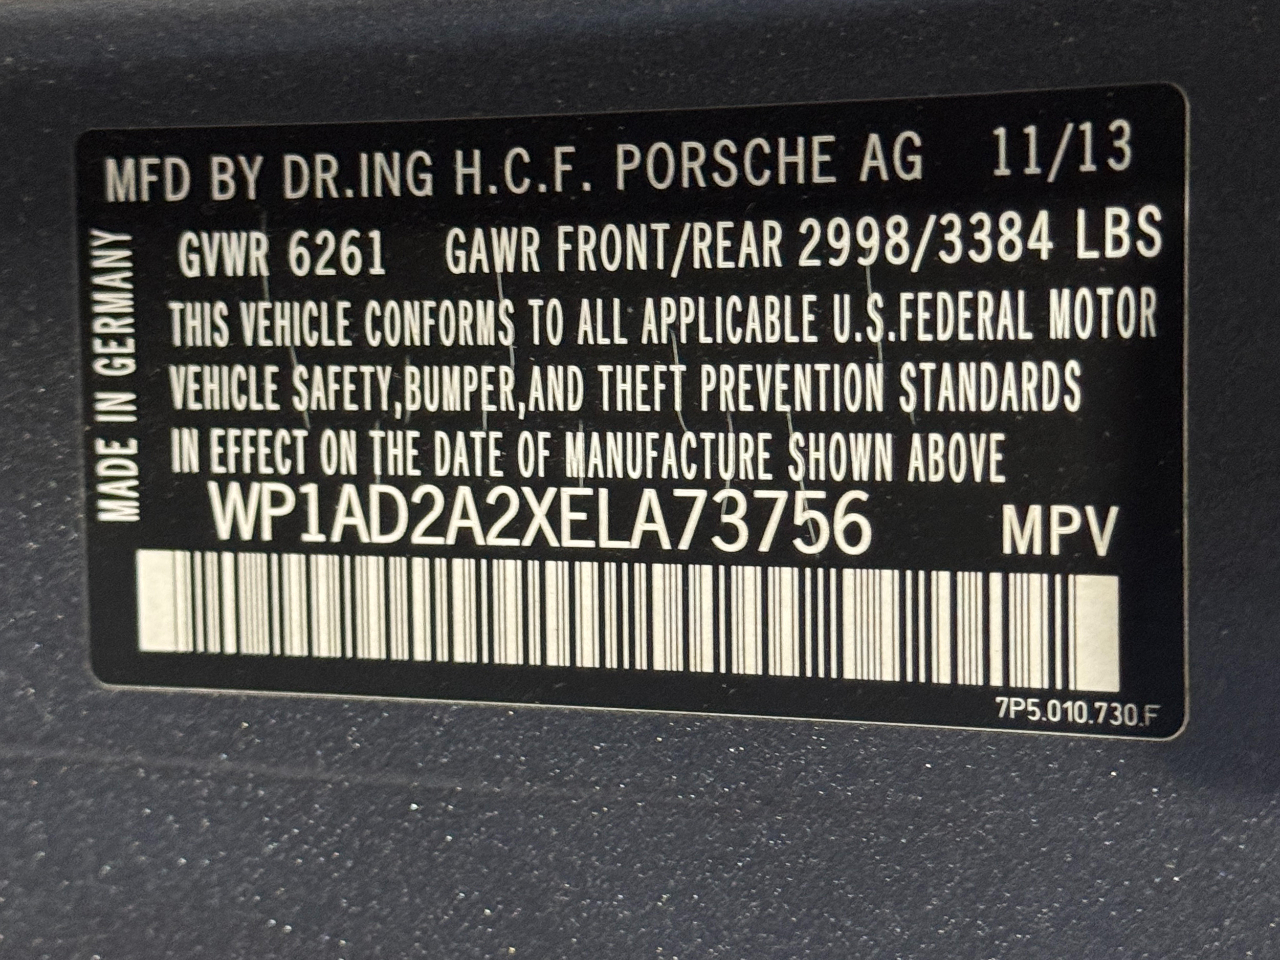 MFD BY DR.ING H.C.F. PORSCHE AG 11/13
GVWR 6261 GAWR FRONT/REAR 2998/3384 LBS
THIS VEHICLE CONFORMS TO ALL APPLICABLE U.S.FEDERAL MOTOR
VEHICLE SAFETY,BUMPER,AND THEFT PREVENTION STANDARDS
IN EFFECT ON THE DATE OF MANUFACTURE SHOWN ABOVE
WP1AD2A2XELA73756 MPV
MADE IN GERMANY
7P5.010.730.F